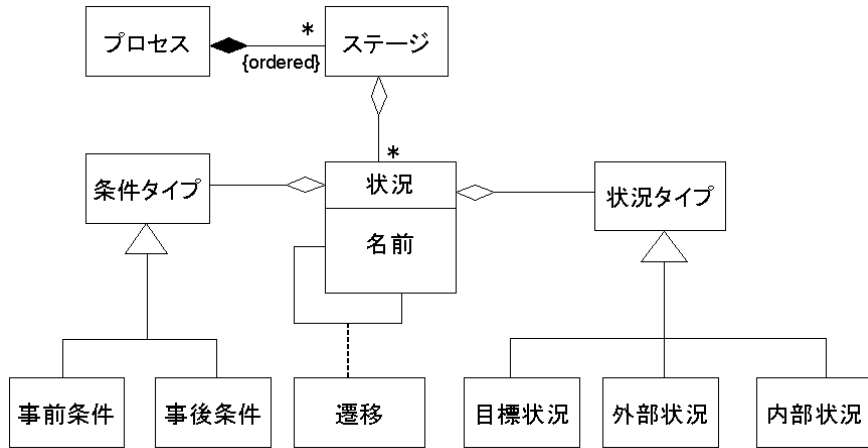 プロセス
*
{ordered}
ステージ
*
条件タイプ
状況
名前
状況タイプ
事前条件
事後条件
遷移
目標状況
外部状況
内部状況